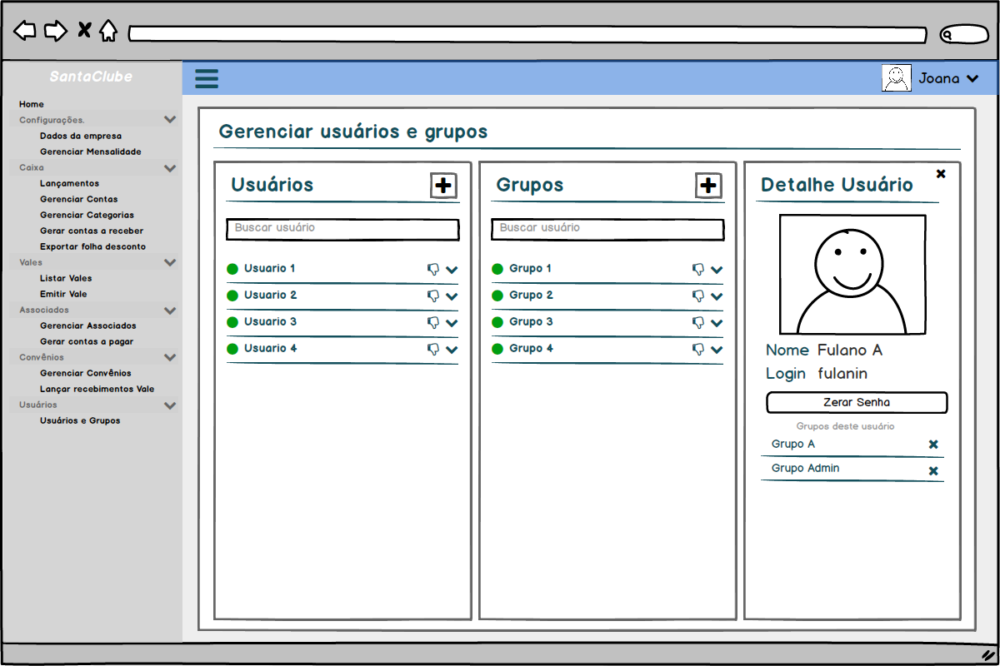 SantaClube
Joana
Home
Configurações.
Dados da empresa
Gerenciar Mensalidade
Caixa
Lançamentos
Gerenciar Contas
Gerenciar Categorias
Gerar contas a receber
Exportar folha desconto
Vales
Listar Vales
Emitir Vale
Associados
Gerenciar Associados
Gerar contas a pagar
Convênios
Gerenciar Convênios
Lançar recebimentos Vale
Usuários
Usuários e Grupos
Gerenciar usuários e grupos
Usuários
Buscar usuário
Usuario 1
Usuario 2
Usuario 3
Usuario 4
Grupos
Buscar usuário
Grupo 1
Grupo 2
Grupo 3
Grupo 4
Detalhe Usuário
Nome Fulano A
Login fulanin
Zerar Senha
Grupos deste usuário
Grupo A
Grupo Admin